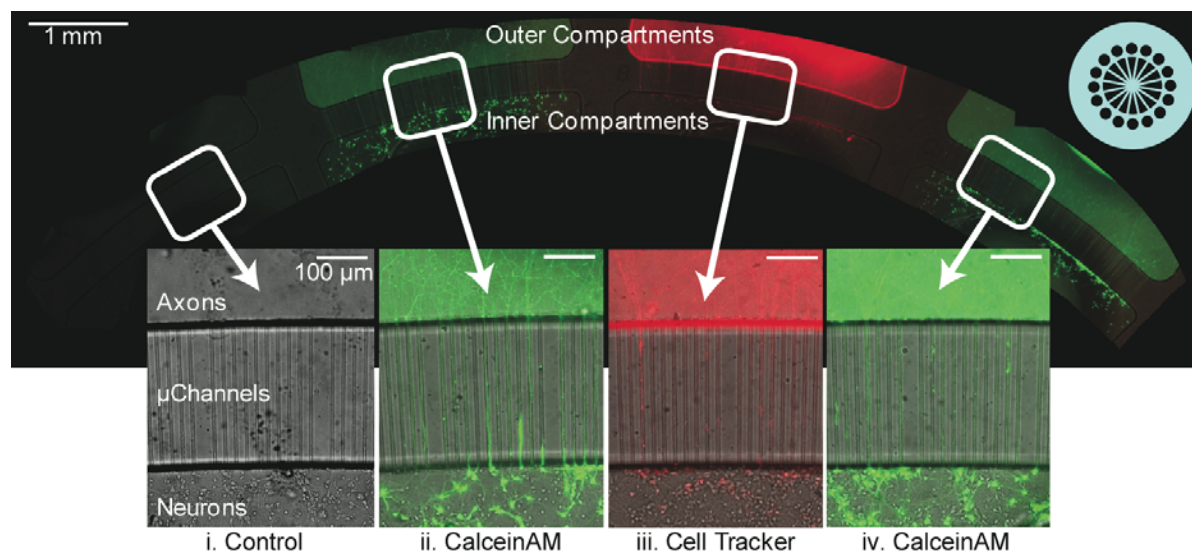 1 mm
Outer Compartments
Inner Compartments
100 µm
Axons
µChannels
Neurons
i. Control
ii. CalceinAM
iii. Cell Tracker
iv. CalceinAM